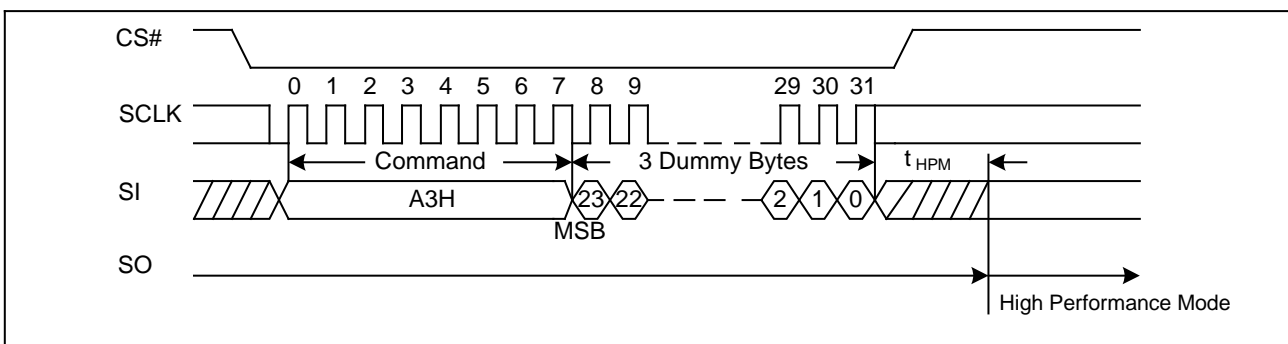 CS#
0 1 2 3 4 5 6 7 8 9 29 30 31
SCLK
Command 3 Dummy Bytes tHPM
SI A3H 23 22 2 1 0
MSB
SO
High Performance Mode